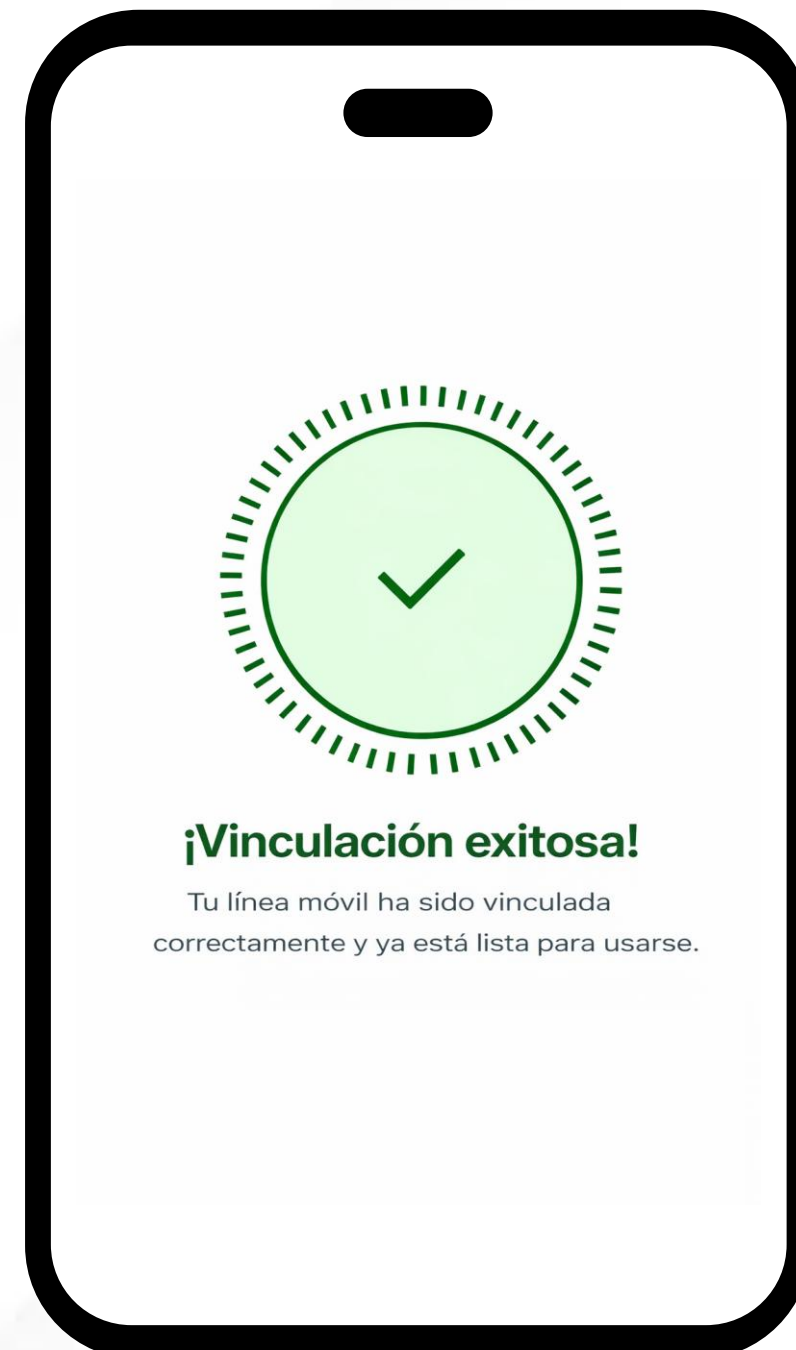 ¡Vinculación exitosa!
Tu línea móvil ha sido vinculada
correctamente y ya está lista para usarse.